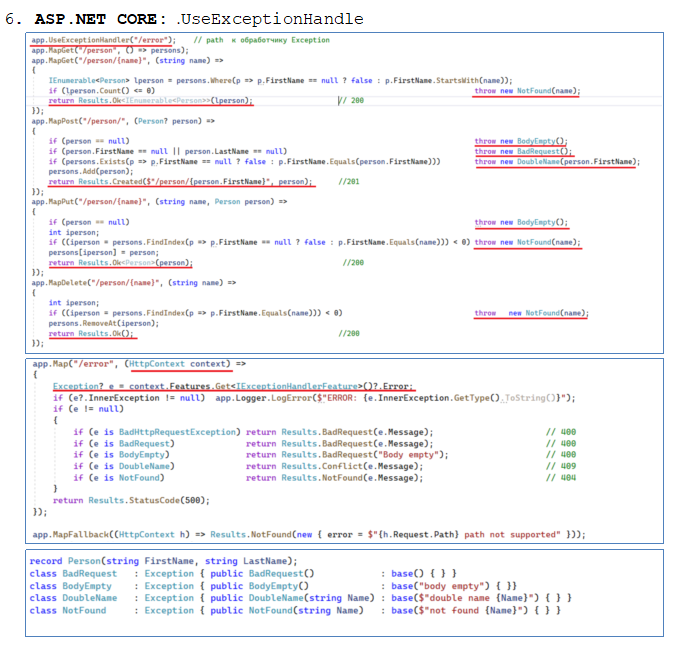 6. ASP.NET CORE: .UseExceptionHandle
app.UseExceptionHandler("/error"); // path к обработчику Exception
app.MapGet("/person", () => persons);
app.MapGet("/person/{name}", (string name) =>
{
IEnumerable<Person> lperson = persons.Where(p => p.FirstName == null ? false : p.FirstName.StartsWith(name));
if (lperson.Count() <= 0) throw new NotFound(name);
return Results.Ok<IEnumerable<Person>>(lperson); // 200
});
app.MapPost("/person/", (Person? person) =>
{
if (person == null) throw new BodyEmpty();
if (person.FirstName == null || person.LastName == null) throw new BadRequest();
if (persons.Exists(p => p.FirstName == null ? false : p.FirstName.Equals(person.FirstName))) throw new DoubleName(person.FirstName);
persons.Add(person);
return Results.Created($"/person/{person.FirstName}", person); //201
});
app.MapPut("/person/{name}", (string name, Person person) =>
{
if (person == null) throw new BodyEmpty();
int iperson;
if ((iperson = persons.FindIndex(p => p.FirstName == null ? false : p.FirstName.Equals(name))) < 0) throw new NotFound(name);
persons[iperson] = person;
return Results.Ok<Person>(person); //200
});
app.MapDelete("/person/{name}", (string name) =>
{
int iperson;
if ((iperson = persons.FindIndex(p => p.FirstName.Equals(name))) < 0) throw new NotFound(name);
persons.RemoveAt(iperson);
return Results.Ok(); //200
});
app.Map("/error", (HttpContext context) =>
{
Exception? e = context.Features.Get<IExceptionHandlerFeature>()?.Error;
if (e?.InnerException != null) app.Logger.LogError($"ERROR: {e.InnerException.GetType().ToString()}");
if (e != null)
{
if (e is BadHttpRequestException) return Results.BadRequest(e.Message); // 400
if (e is BadRequest) return Results.BadRequest(e.Message); // 400
if (e is BodyEmpty) return Results.BadRequest("Body empty"); // 400
if (e is DoubleName) return Results.Conflict(e.Message); // 409
if (e is NotFound) return Results.NotFound(e.Message); // 404
}
return Results.StatusCode(500);
});
app.MapFallback((HttpContext h) => Results.NotFound(new { error = $"{h.Request.Path} path not supported" }));
record Person(string FirstName, string LastName);
class BadRequest : Exception { public BadRequest() : base() { } }
class BodyEmpty : Exception { public BodyEmpty() : base("body empty") { }}
class DoubleName : Exception { public DoubleName(string Name) : base($"double name {Name}") { } }
class NotFound : Exception { public NotFound(string Name) : base($"not found {Name}") { } }